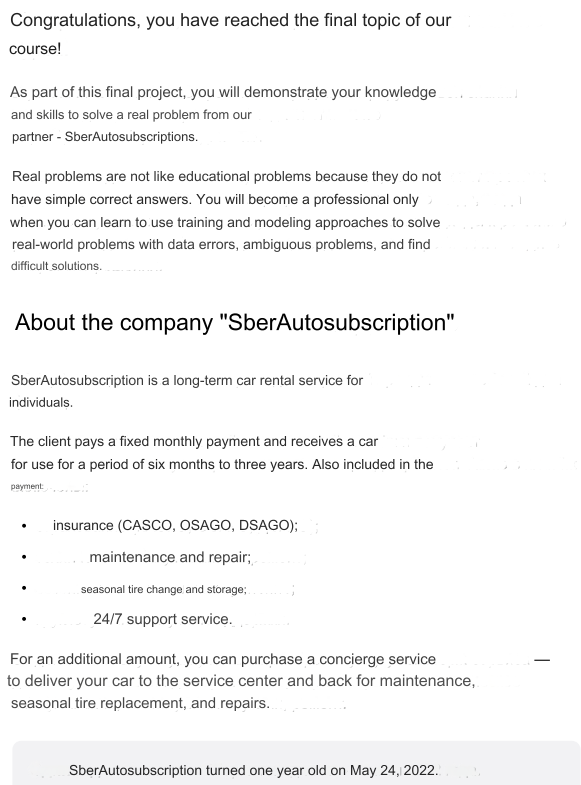 Congratulations, you have reached the final topic of our
course!
As part of this final project, you will demonstrate your knowledge
and skills to solve a real problem from our
partner - SberAutosubscriptions.
Real problems are not like educational problems because they do not
have simple correct answers. You will become a professional only
when you can learn to use training and modeling approaches to solve
real-world problems with data errors, ambiguous problems, and find
difficult solutions.
About the company "SberAutosubscription"
SberAutosubscription is a long-term car rental service for
individuals.
The client pays a fixed monthly payment and receives a car
for use for a period of six months to three years. Also included in the
payment:
• insurance (CASCO, OSAGO, DSAGO);
• maintenance and repair;
• seasonal tire change and storage;
• 24/7 support service.
For an additional amount, you can purchase a concierge service —
to deliver your car to the service center and back for maintenance,
seasonal tire replacement, and repairs.
SberAutosubscription turned one year old on May 24, 2022.